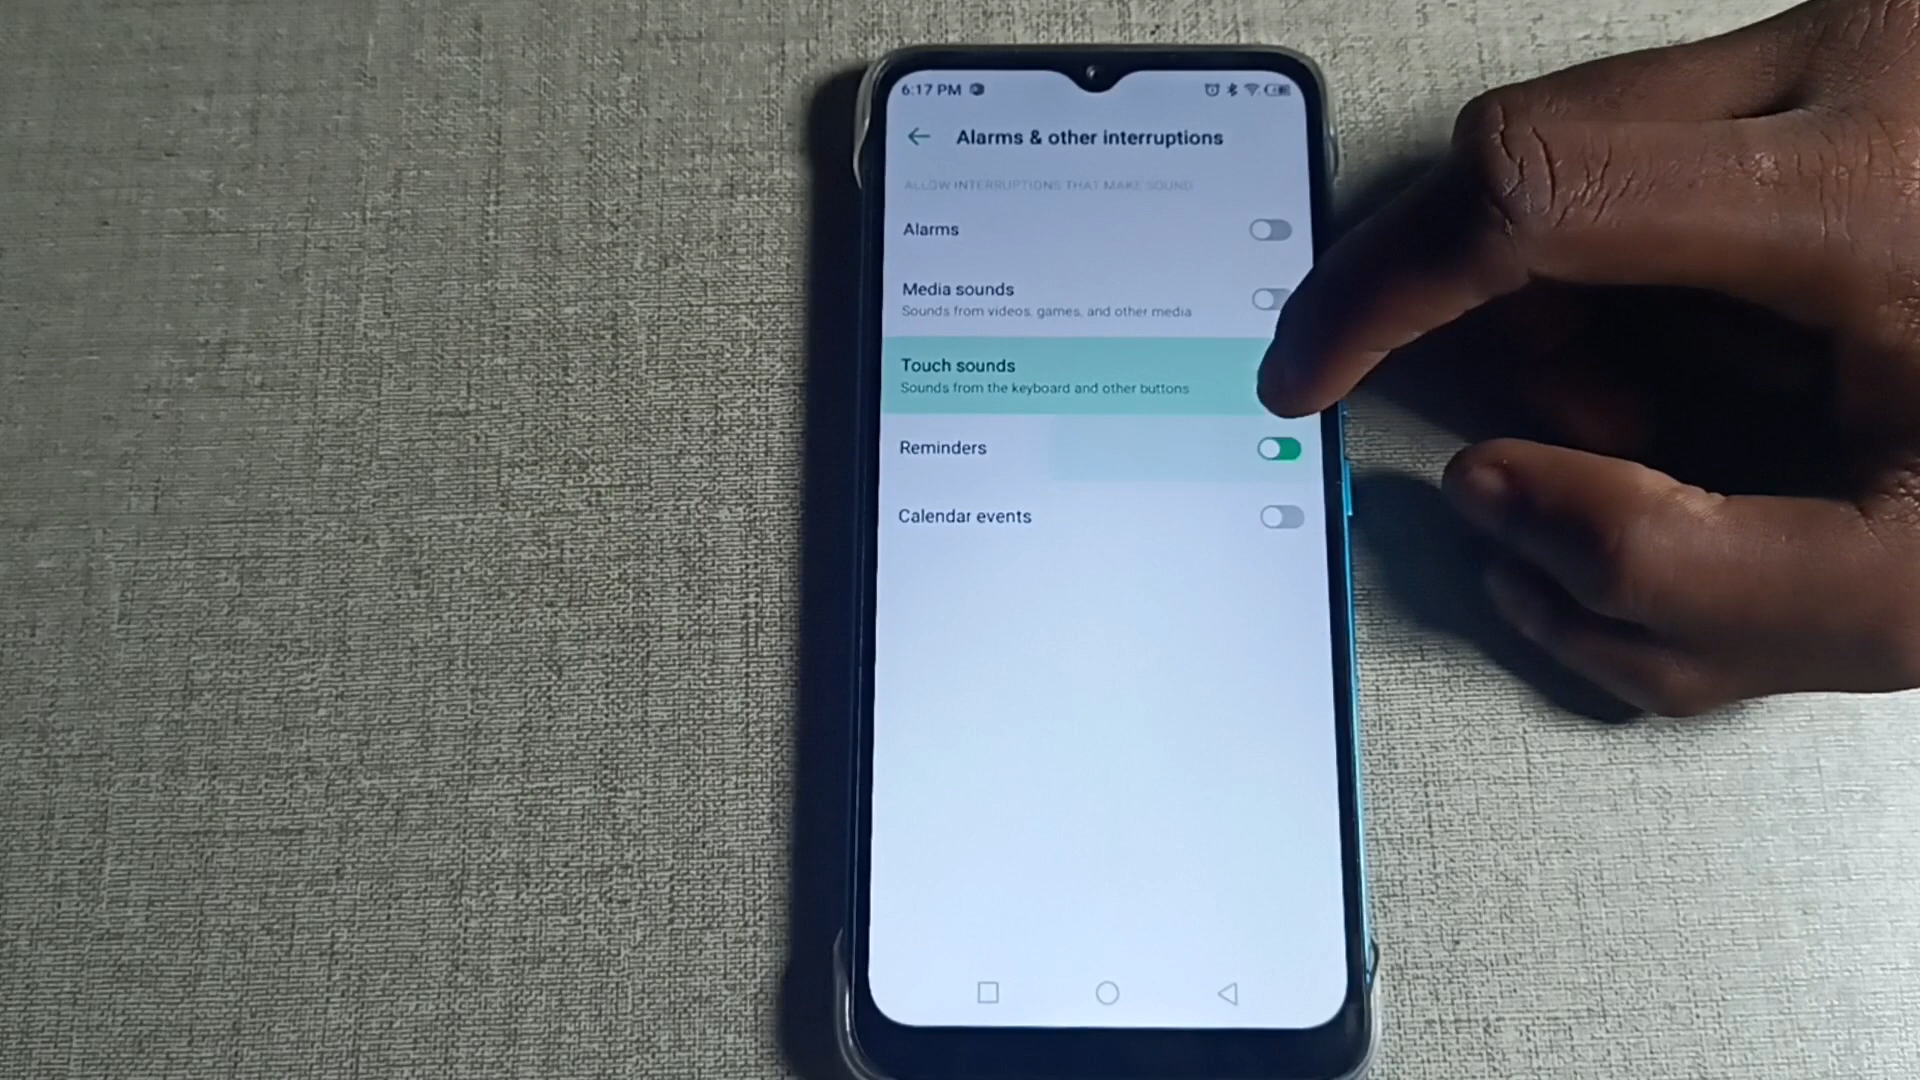 6:17 PM
Alarms & other interruptions
ALLOW INTERRUPTIONS THAT MAKE SOUND
Alarms
Media sounds
Sounds from videos, games, and other media
Touch sounds
Sounds from the keyboard and other buttons
Reminders
Calendar events